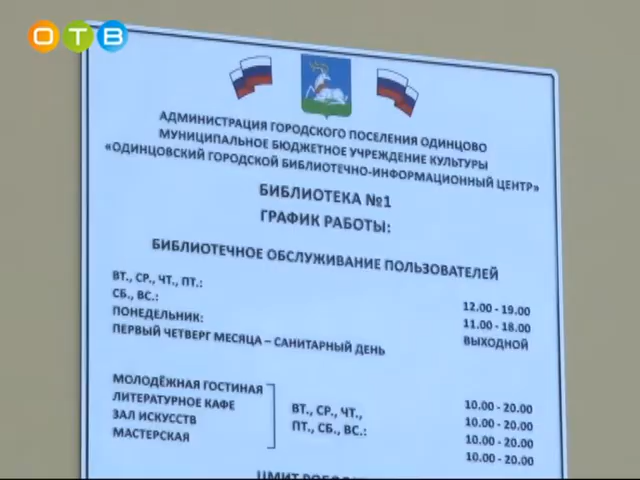 ОТВ
АДМИНИСТРАЦИЯ ГОРОДСКОГО ПОСЕЛЕНИЯ ОДИНЦОВО
МУНИЦИПАЛЬНОЕ БЮДЖЕТНОЕ УЧРЕЖДЕНИЕ КУЛЬТУРЫ
«ОДИНЦОВСКИЙ ГОРОДСКОЙ БИБЛИОТЕЧНО-ИНФОРМАЦИОННЫЙ ЦЕНТР»
БИБЛИОТЕКА №1
ГРАФИК РАБОТЫ:
БИБЛИОТЕЧНОЕ ОБСЛУЖИВАНИЕ ПОЛЬЗОВАТЕЛЕЙ
ВТ., СР., ЧТ., ПТ.: 12.00 - 19.00
СБ., ВС.: 11.00 - 18.00
ПОНЕДЕЛЬНИК: ВЫХОДНОЙ
ПЕРВЫЙ ЧЕТВЕРГ МЕСЯЦА – САНИТАРНЫЙ ДЕНЬ
МОЛОДЁЖНАЯ ГОСТИНАЯ 10.00 - 20.00
ЛИТЕРАТУРНОЕ КАФЕ ВТ., СР., ЧТ., 10.00 - 20.00
ЗАЛ ИСКУССТВ ПТ., СБ., ВС.: 10.00 - 20.00
МАСТЕРСКАЯ 10.00 - 20.00
ЦМИТ